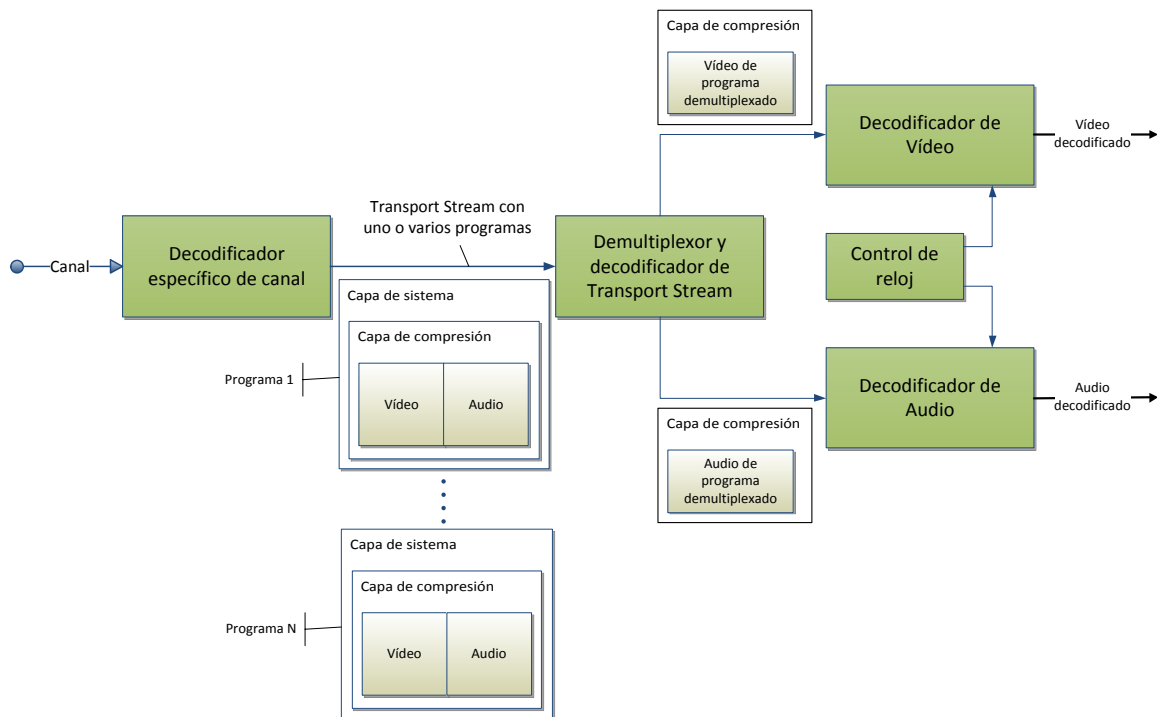 Capa de compresión
Vídeo de
programa
demultiplexado
Decodificador de
Vídeo
Vídeo
decodificado
Transport Stream con
uno o varios programas
Canal
Decodificador
específico de canal
Demultiplexor y
decodificador de
Transport Stream
Control de
reloj
Capa de sistema
Capa de compresión
Programa 1
Vídeo
Audio
Decodificador de
Audio
Audio
decodificado
Capa de compresión
Audio de
programa
demultiplexado
Capa de sistema
Capa de compresión
Programa N
Vídeo
Audio